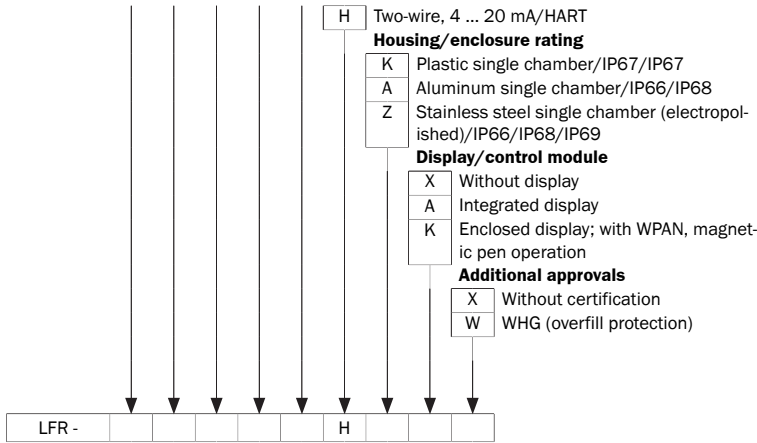 H Two-wire, 4 ... 20 mA/HART
Housing/enclosure rating
K Plastic single chamber/IP67/IP67
A Aluminum single chamber/IP66/IP68
Z Stainless steel single chamber (electropol-
ished)/IP66/IP68/IP69
Display/control module
X Without display
A Integrated display
K Enclosed display; with WPAN, magnet-
ic pen operation
Additional approvals
X Without certification
W WHG (overfill protection)
LFR - H